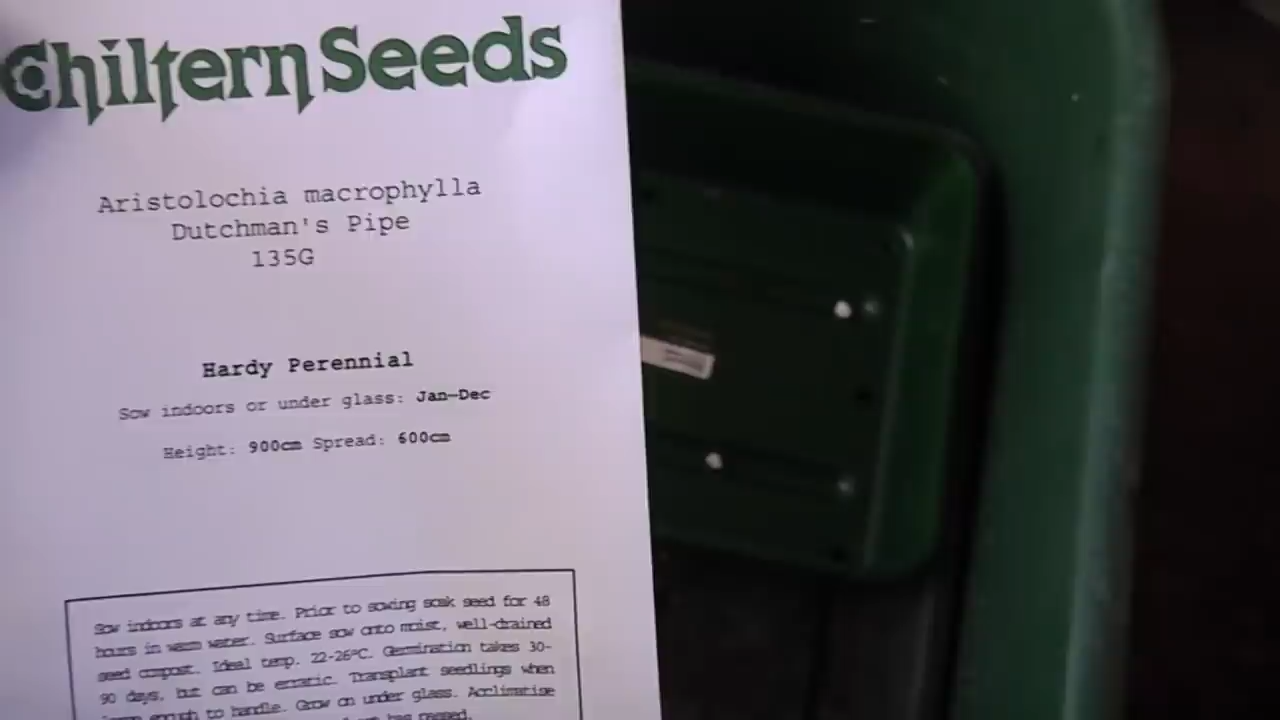 Chiltern Seeds
Aristolochia macrophylla
Dutchman's Pipe
135G
Hardy Perennial
Sow indoors or under glass: Jan-Dec
Height: 900cm Spread: 600cm
Sow indoors at any time. Prior to sowing soak seed for 48
hours in warm water. Surface sow onto moist, well-drained
seed compost. Ideal temp. 22-26°C. Germination takes 30-
90 days, but can be erratic. Transplant seedlings when
enough to handle. Grow on under glass. Acclimatise
has passed.